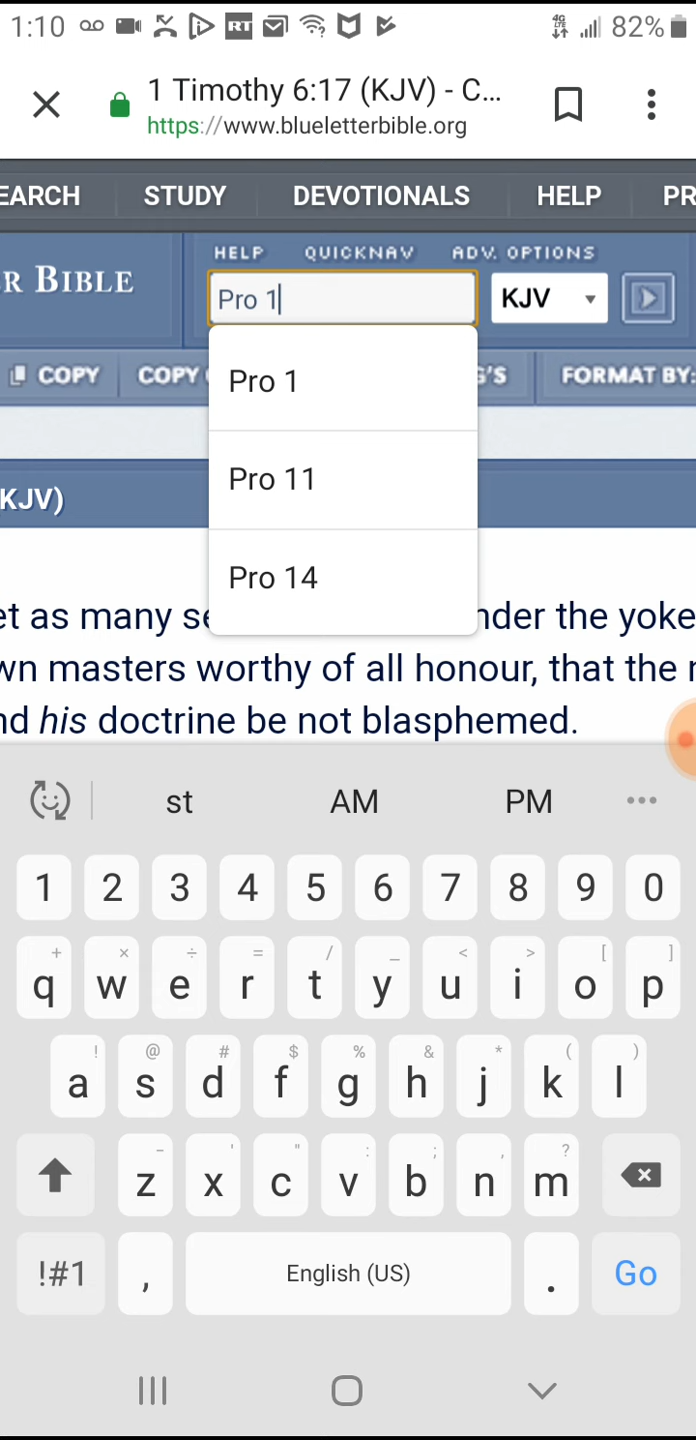 1:10 RT 4G LTE 82%
1 Timothy 6:17 (KJV) - C...
https://www.blueletterbible.org
EARCH STUDY DEVOTIONALS HELP PR
HELP QUICKNAV ADV. OPTIONS
R BIBLE
Pro 1 KJV
COPY COPY G'S FORMAT BY:
Pro 1
Pro 11
Pro 14
KJV)
et as many se nder the yoke
wn masters worthy of all honour, that the
nd his doctrine be not blasphemed.
st AM PM ...
1 2 3 4 5 6 7 8 9 0
+ × ÷ = / _ < > [ ]
q w e r t y u i o p
! @ # $ % & * ( )
a s d f g h j k l
- ' " : ; , ?
z x c v b n m
!#1 , English (US) . Go